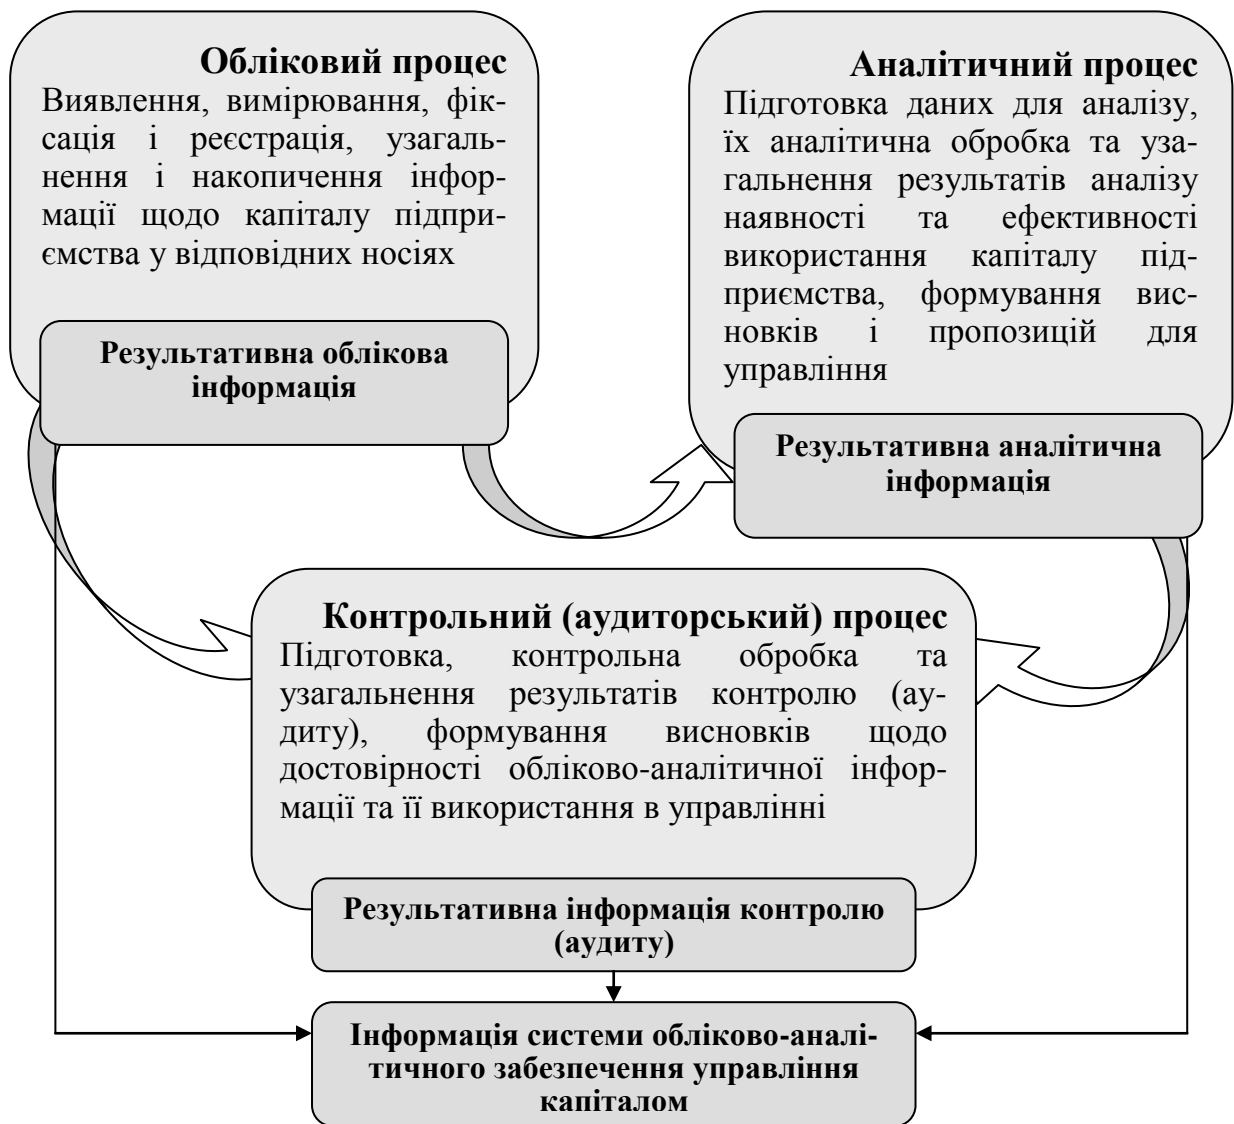 Обліковий процес
Виявлення, вимірювання, фік-
сація і реєстрація, узагаль-
нення і накопичення інфор-
мації щодо капіталу підпри-
ємства у відповідних носіях
Результативна облікова
інформація
Аналітичний процес
Підготовка даних для аналізу,
їх аналітична обробка та уза-
гальнення результатів аналізу
наявності та ефективності
використання капіталу під-
приємства, формування вис-
новків і пропозицій для
управління
Результативна аналітична
інформація
Контрольний (аудиторський) процес
Підготовка, контрольна обробка та
узагальнення результатів контролю (ау-
диту), формування висновків щодо
достовірності обліково-аналітичної інфор-
мації та її використання в управлінні
Результативна інформація контролю
(аудиту)
Інформація системи обліково-аналі-
тичного забезпечення управління
капіталом